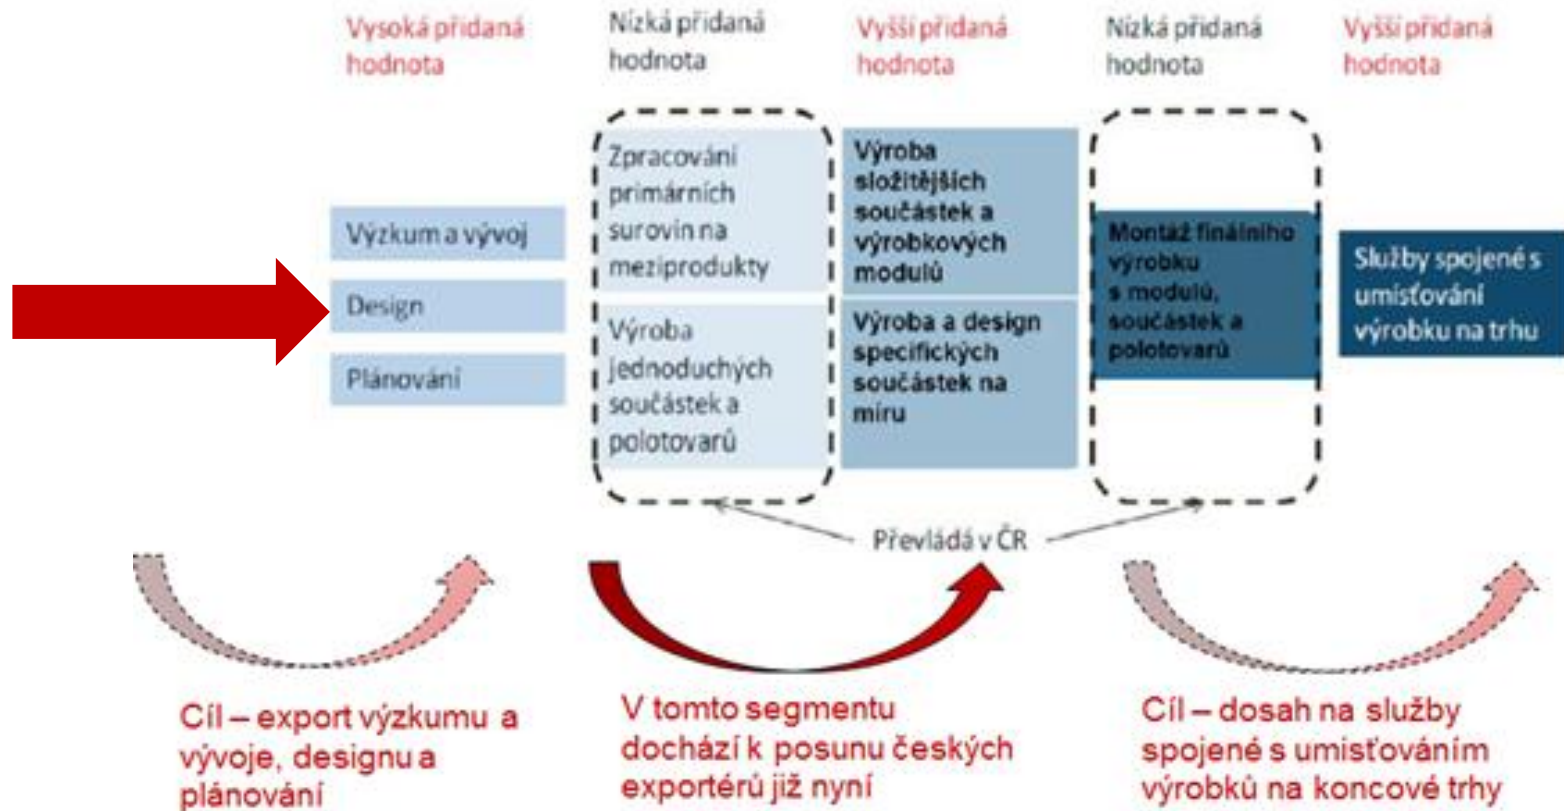 Vysoká přidaná
hodnota
Nízká přidaná
hodnota
Vyšší přidaná
hodnota
Nízká přidaná
hodnota
Vyšší přidaná
hodnota
Výzkum a vývoj
Design
Plánování
Zpracování
primárních
surovin na
meziprodukty
Výroba
jednoduchých
součástek a
polotovarů
Výroba
složitějších
součástek a
výrobkových
modulů
Výroba a design
specifických
součástek na
míru
Montáž finálního
výrobku
s modulů,
součástek a
polotovarů
Služby spojené s
umisťování
výrobku na trhu
Převládá v ČR
Cíl – export výzkumu a
vývoje, designu a
plánování
V tomto segmentu
dochází k posunu českých
exportérů již nyní
Cíl – dosah na služby
spojené s umisťováním
výrobků na koncové trhy